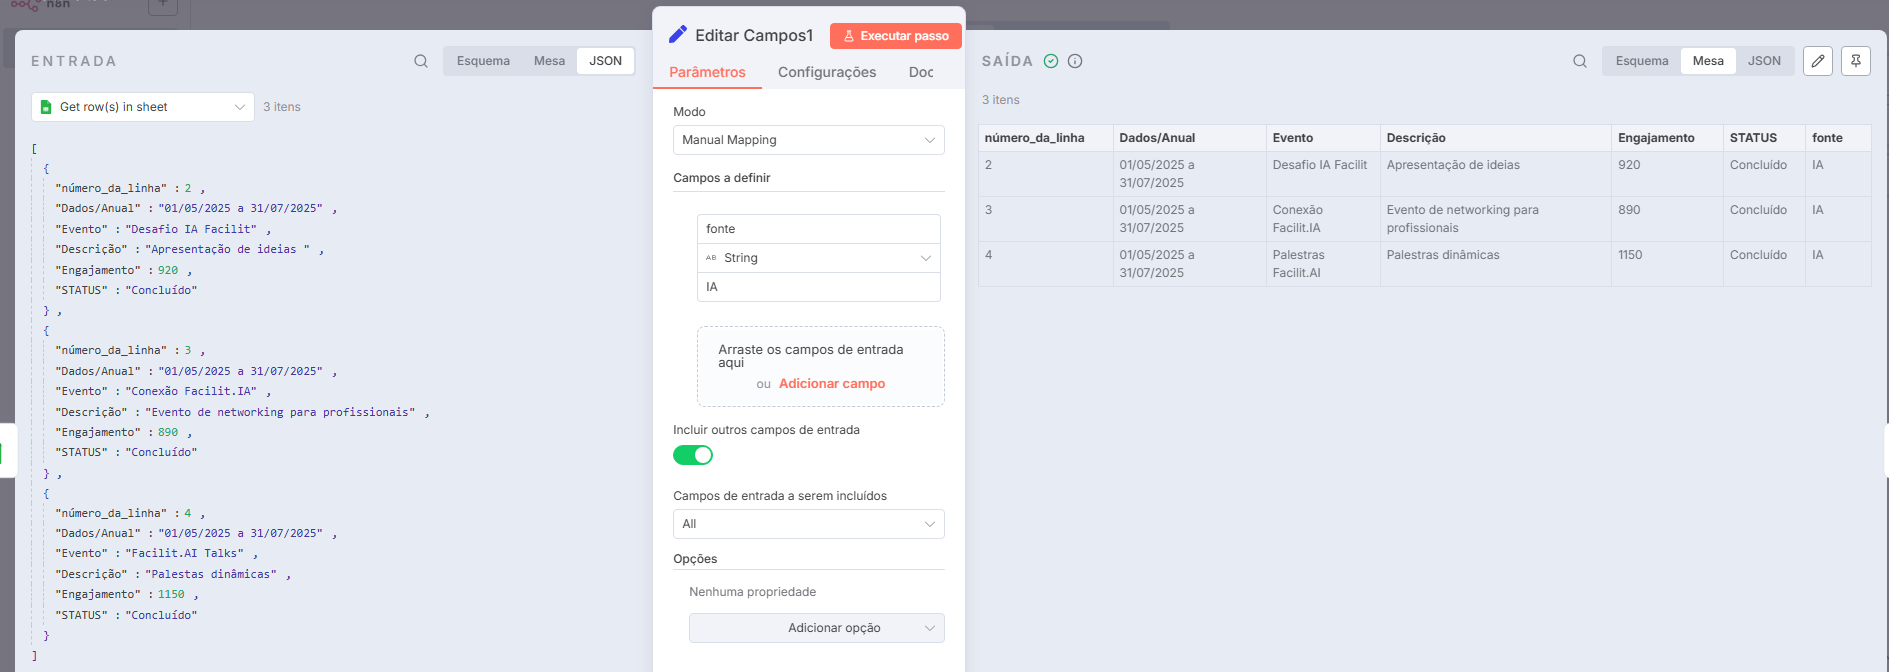 n8n
+
ENTRADA
Esquema
Mesa
JSON
Get row(s) in sheet
3 itens
[
{
"número_da_linha" : 2 ,
"Dados/Anual" : "01/05/2025 a 31/07/2025" ,
"Evento" : "Desafio IA Facilit" ,
"Descrição" : "Apresentação de ideias " ,
"Engajamento" : 920 ,
"STATUS" : "Concluído"
} ,
{
"número_da_linha" : 3 ,
"Dados/Anual" : "01/05/2025 a 31/07/2025" ,
"Evento" : "Conexão Facilit.IA" ,
"Descrição" : "Evento de networking para profissionais" ,
"Engajamento" : 890 ,
"STATUS" : "Concluído"
} ,
{
"número_da_linha" : 4 ,
"Dados/Anual" : "01/05/2025 a 31/07/2025" ,
"Evento" : "Facilit.AI Talks" ,
"Descrição" : "Palestas dinâmicas" ,
"Engajamento" : 1150 ,
"STATUS" : "Concluído"
}
]
Editar Campos1
Executar passo
Parâmetros
Configurações
Doc
Modo
Manual Mapping
Campos a definir
fonte
AB String
IA
Arraste os campos de entrada
aqui
ou Adicionar campo
Incluir outros campos de entrada
Campos de entrada a serem incluídos
All
Opções
Nenhuma propriedade
Adicionar opção
SAÍDA
Esquema
Mesa
JSON
3 itens
número_da_linha Dados/Anual Evento Descrição Engajamento STATUS fonte
2 01/05/2025 a Desafio IA Facilit Apresentação de ideias 920 Concluído IA
31/07/2025
3 01/05/2025 a Conexão Evento de networking para 890 Concluído IA
31/07/2025 Facilit.IA profissionais
4 01/05/2025 a Palestras Palestras dinâmicas 1150 Concluído IA
31/07/2025 Facilit.AI